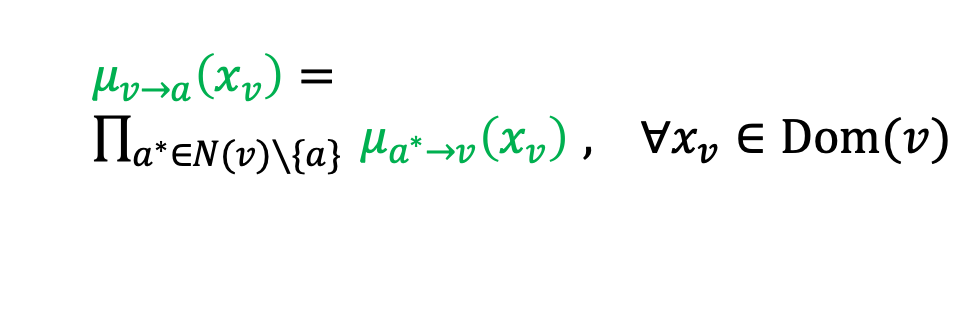 μ_{v→a}(x_v) =
∏_{a*∈N(v)\{a}} μ_{a*→v}(x_v) , ∀x_v ∈ Dom(v)